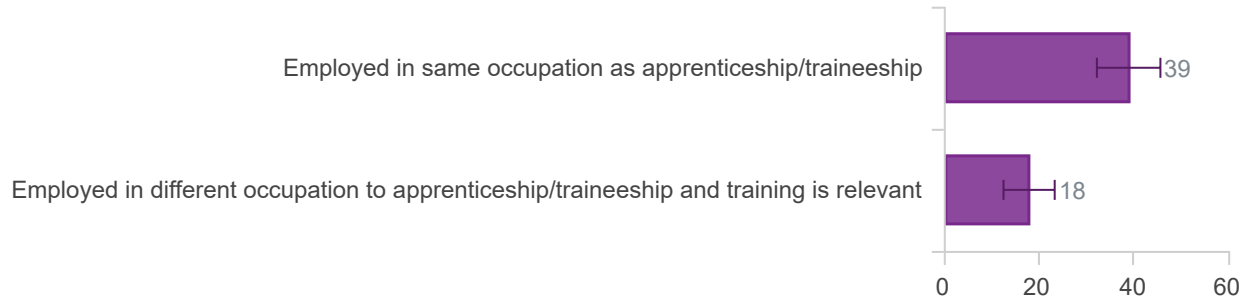 Employed in same occupation as apprenticeship/traineeship
39
Employed in different occupation to apprenticeship/traineeship and training is relevant
18
0 20 40 60